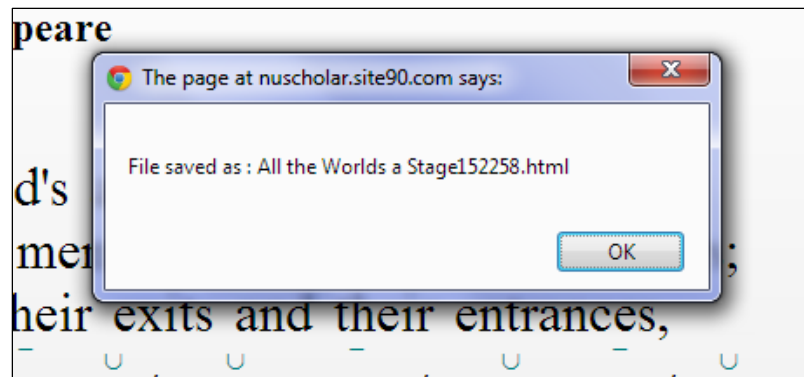 peare
The page at nuscholar.site90.com says:
File saved as : All the Worlds a Stage152258.html
d's
OK
;
heir exits and their entrances,